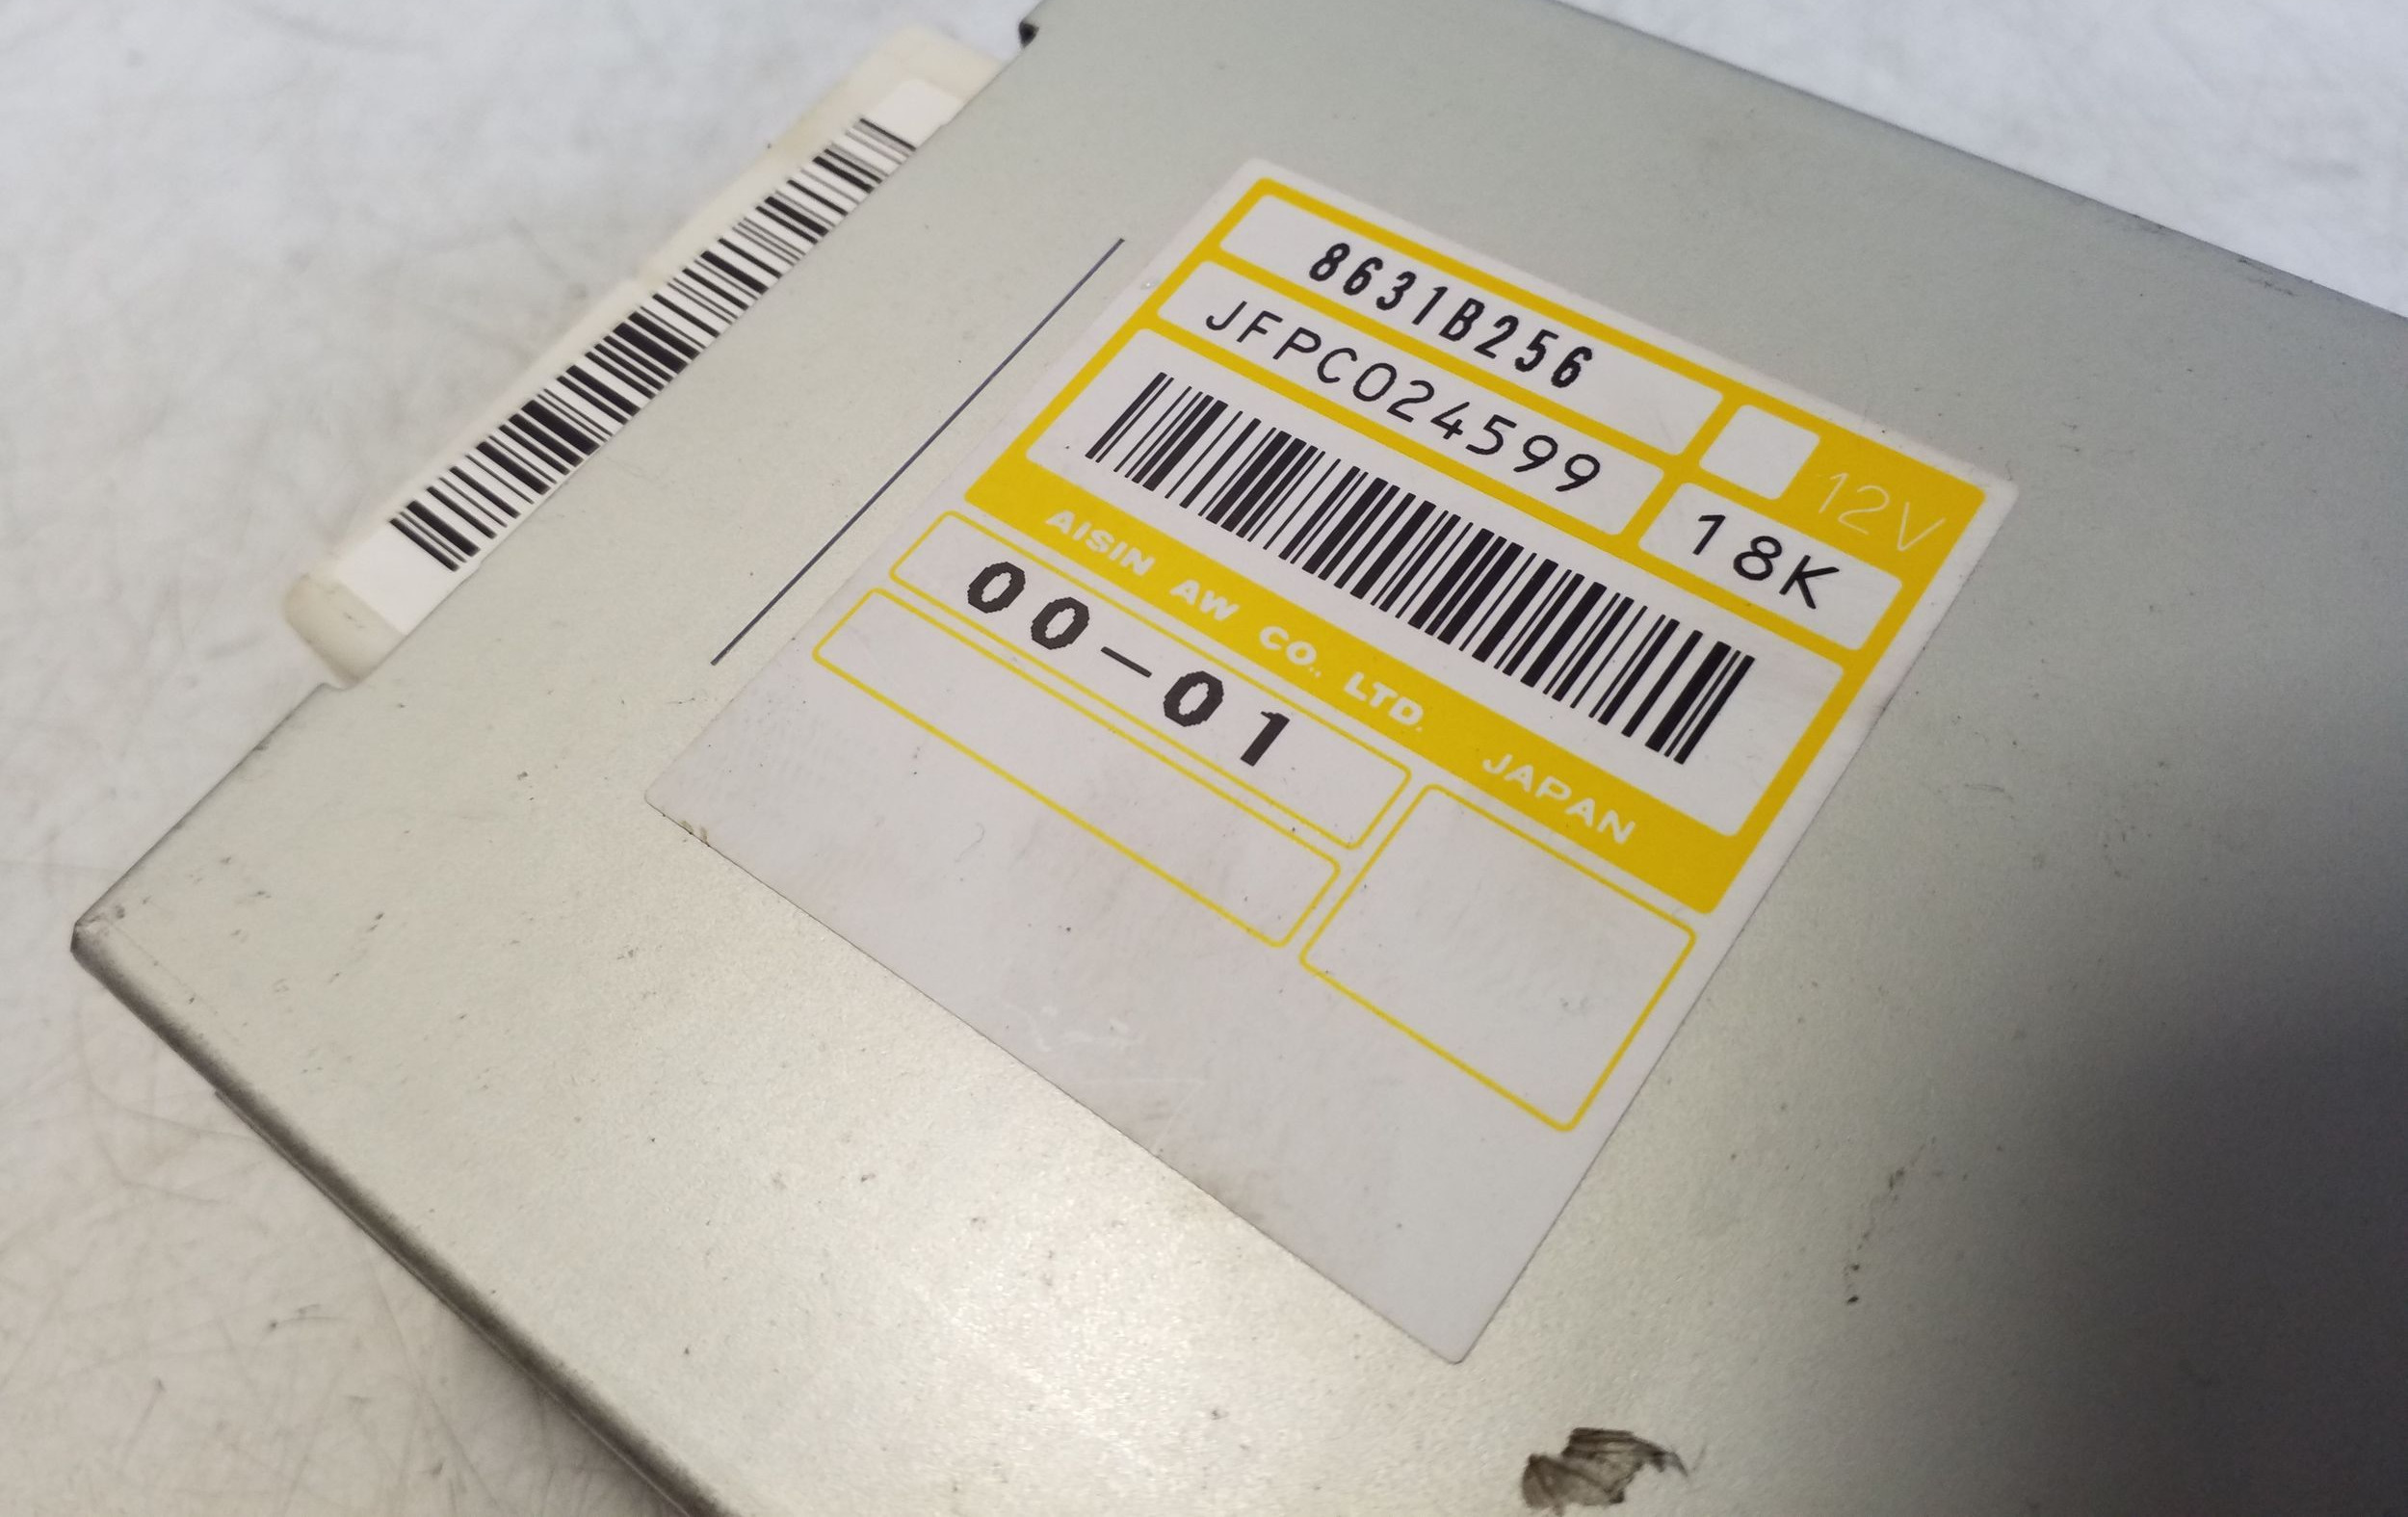 8631B256
12V
JFPC024599
18K
AISIN AW CO., LTD. JAPAN
00-01